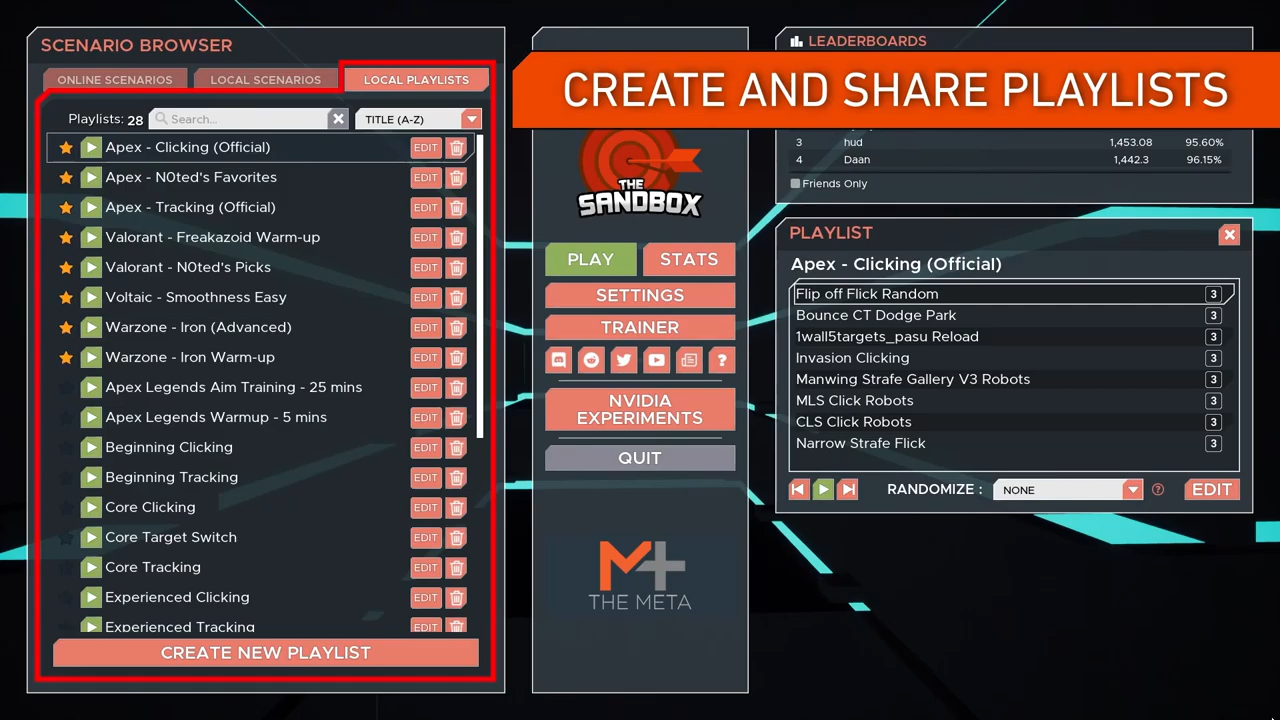 SCENARIO BROWSER
ONLINE SCENARIOS
LOCAL SCENARIOS
LOCAL PLAYLISTS
Playlists: 28
Search...
TITLE (A-Z)
Apex - Clicking (Official)
EDIT
Apex - N0ted's Favorites
EDIT
Apex - Tracking (Official)
EDIT
Valorant - Freakazoid Warm-up
EDIT
Valorant - N0ted's Picks
EDIT
Voltaic - Smoothness Easy
EDIT
Warzone - Iron (Advanced)
EDIT
Warzone - Iron Warm-up
EDIT
Apex Legends Aim Training - 25 mins
EDIT
Apex Legends Warmup - 5 mins
EDIT
Beginning Clicking
EDIT
Beginning Tracking
EDIT
Core Clicking
EDIT
Core Target Switch
EDIT
Core Tracking
EDIT
Experienced Clicking
EDIT
Experienced Tracking
EDIT
CREATE NEW PLAYLIST
THE
SANDBOX
PLAY
STATS
SETTINGS
TRAINER
?
NVIDIA
EXPERIMENTS
QUIT
M+
THE META
LEADERBOARDS
CREATE AND SHARE PLAYLISTS
3 hud 1,453.08 95.60%
4 Daan 1,442.3 96.15%
Friends Only
PLAYLIST
Apex - Clicking (Official)
Flip off Flick Random 3
Bounce CT Dodge Park 3
1wall5targets_pasu Reload 3
Invasion Clicking 3
Manwing Strafe Gallery V3 Robots 3
MLS Click Robots 3
CLS Click Robots 3
Narrow Strafe Flick 3
RANDOMIZE :
NONE
?
EDIT